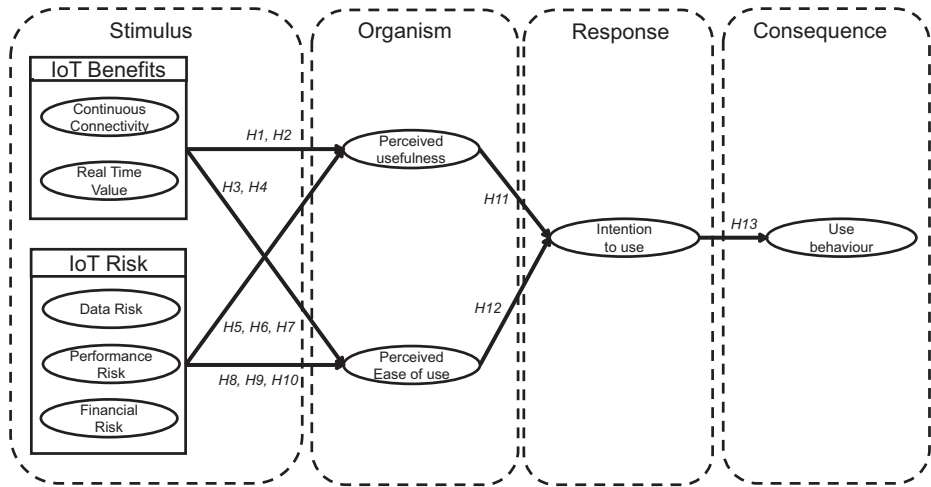 Stimulus
Organism
Response
Consequence
IoT Benefits
Continuous
Connectivity
Real Time
Value
H1, H2
H3, H4
Perceived
usefulness
H11
Intention
to use
H13
Use
behaviour
IoT Risk
Data Risk
Performance
Risk
Financial
Risk
H5, H6, H7
H8, H9, H10
Perceived
Ease of use
H12